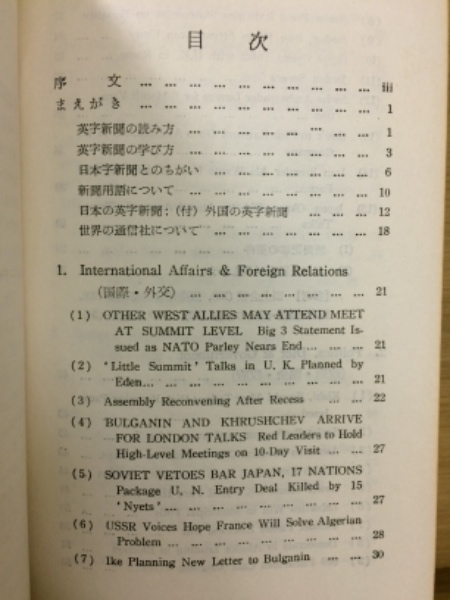 目次
序文 ... ... ... ... ... ... ... ... ... ... iii
まえがき ... ... ... ... ... ... ... ... ... ... 1
英字新聞の読み方 ... ... ... ... ... ... ... ... 1
英字新聞の学び方 ... ... ... ... ... ... ... ... 3
日本字新聞とのちがい ... ... ... ... ... ... ... 6
新聞用語について ... ... ... ... ... ... ... ... 10
日本の英字新聞:(付)外国の英字新聞 ... ... ... 12
世界の通信社について ... ... ... ... ... ... ... 18
1. International Affairs & Foreign Relations
(国際・外交) ... ... ... ... ... ... ... ... 21
(1) OTHER WEST ALLIES MAY ATTEND MEET
AT SUMMIT LEVEL Big 3 Statement Is-
sued as NATO Parley Nears End ... ... ... 21
(2) 'Little Summit' Talks in U. K. Planned by
Eden... ... ... ... ... ... ... ... ... ... 21
(3) Assembly Reconvening After Recess ... ... 22
(4) BULGANIN AND KHRUSHCHEV ARRIVE
FOR LONDON TALKS Red Leaders to Hold
High-Level Meetings on 10-Day Visit ... ... 27
(5) SOVIET VETOES BAR JAPAN, 17 NATIONS
Package U. N. Entry Deal Killed by 15
'Nyets' ... ... ... ... ... ... ... ... ... 27
(6) USSR Voices Hope France Will Solve Algerian
Problem ... ... ... ... ... ... ... ... ... 28
(7) Ike Planning New Letter to Bulganin ... ... 30